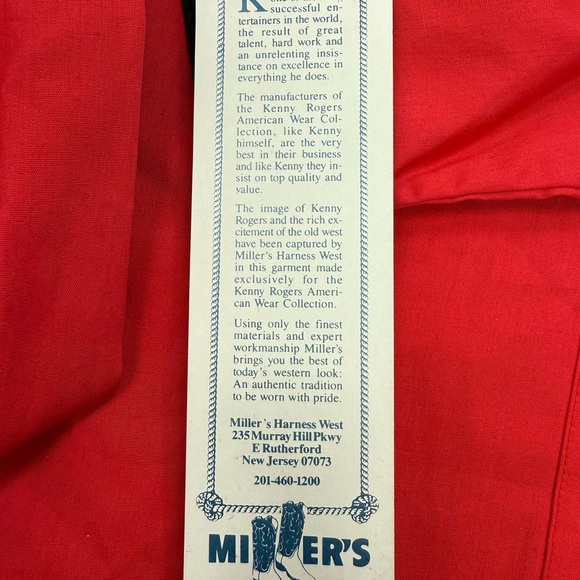 K
successful en-
tertainers in the world,
the result of great
talent, hard work and
an unrelenting insis-
tance on excellence in
everything he does.
The manufacturers of
the Kenny Rogers
American Wear Col-
lection, like Kenny
himself, are the very
best in their business
and like Kenny they in-
sist on top quality and
value.
The image of Kenny
Rogers and the rich ex-
citement of the old west
have been captured by
Miller's Harness West
in this garment made
exclusively for the
Kenny Rogers Ameri-
can Wear Collection.
Using only the finest
materials and expert
workmanship Miller's
brings you the best of
today's western look:
An authentic tradition
to be worn with pride.
Miller's Harness West
235 Murray Hill Pkwy
E Rutherford
New Jersey 07073
201-460-1200
MILLER'S